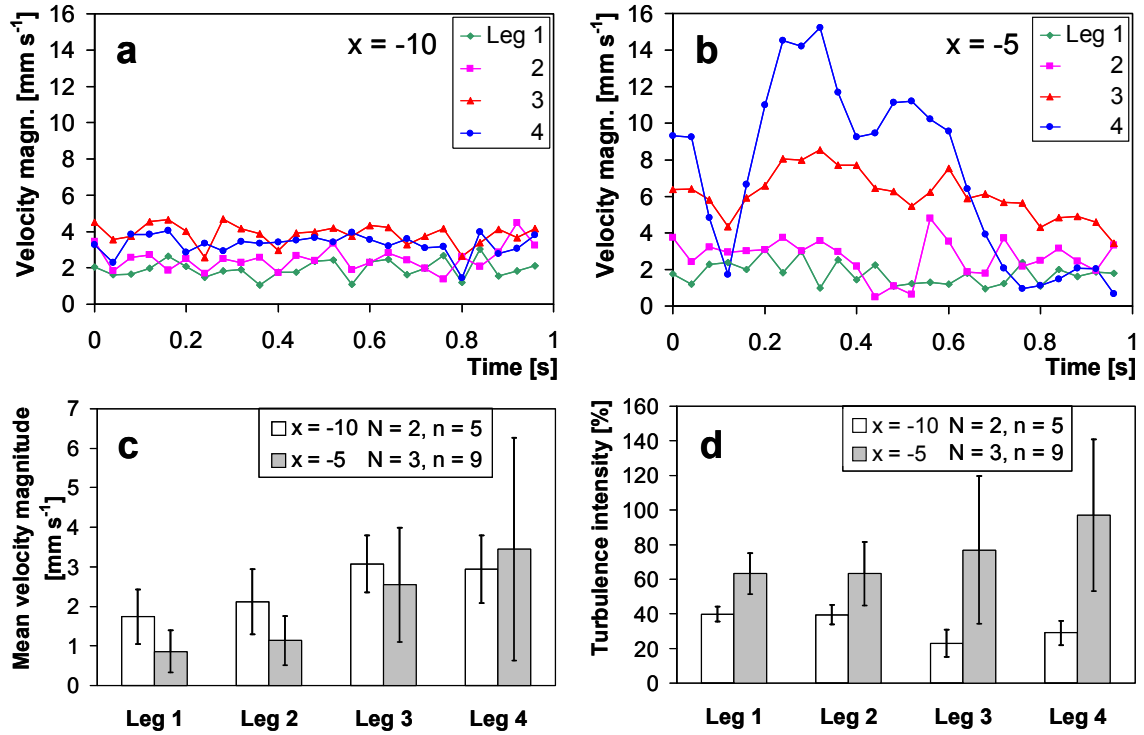 a
x = -10
Leg 1
2
3
4
Velocity magn. [mm s⁻¹]
16
14
12
10
8
6
4
2
0
0
0.2
0.4
0.6
0.8
1
Time [s]
b
x = -5
Leg 1
2
3
4
Velocity magn. [mm s⁻¹]
16
14
12
10
8
6
4
2
0
0
0.2
0.4
0.6
0.8
1
Time [s]
c
x = -10 N = 2, n = 5
x = -5 N = 3, n = 9
Mean velocity magnitude
[mm s⁻¹]
7
6
5
4
3
2
1
0
Leg 1
Leg 2
Leg 3
Leg 4
d
x = -10 N = 2, n = 5
x = -5 N = 3, n = 9
Turbulence intensity [%]
160
140
120
100
80
60
40
20
0
Leg 1
Leg 2
Leg 3
Leg 4